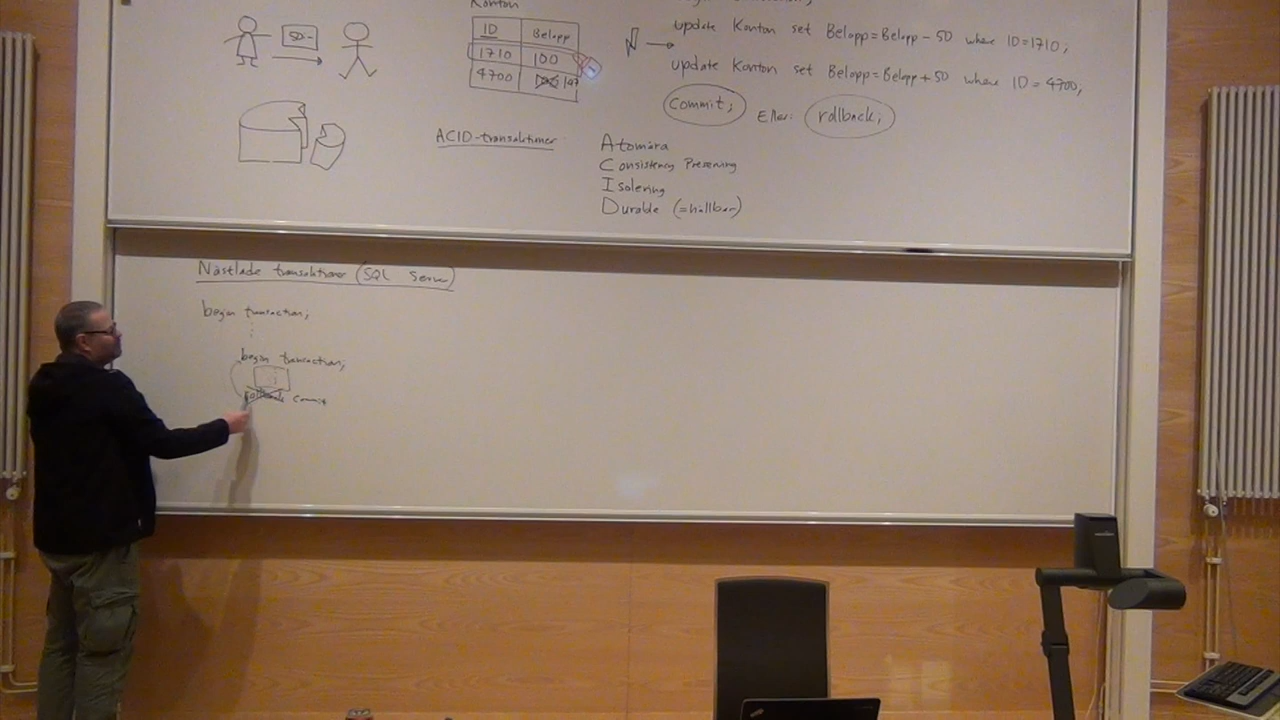 Konton
ID Belopp
1710 100
4700
50-
update Konton set Belopp=Belopp-50 where ID=1710;
update Konton set Belopp=Belopp+50 where ID=4700;
commit; Eller: rollback;
ACID-transaktioner
Atomära
Consistency Preserving
Isolering
Durable (=hållbar)
Nästlade transaktioner (SQL Server)
begin transaction;
begin transaction;
rollback commit